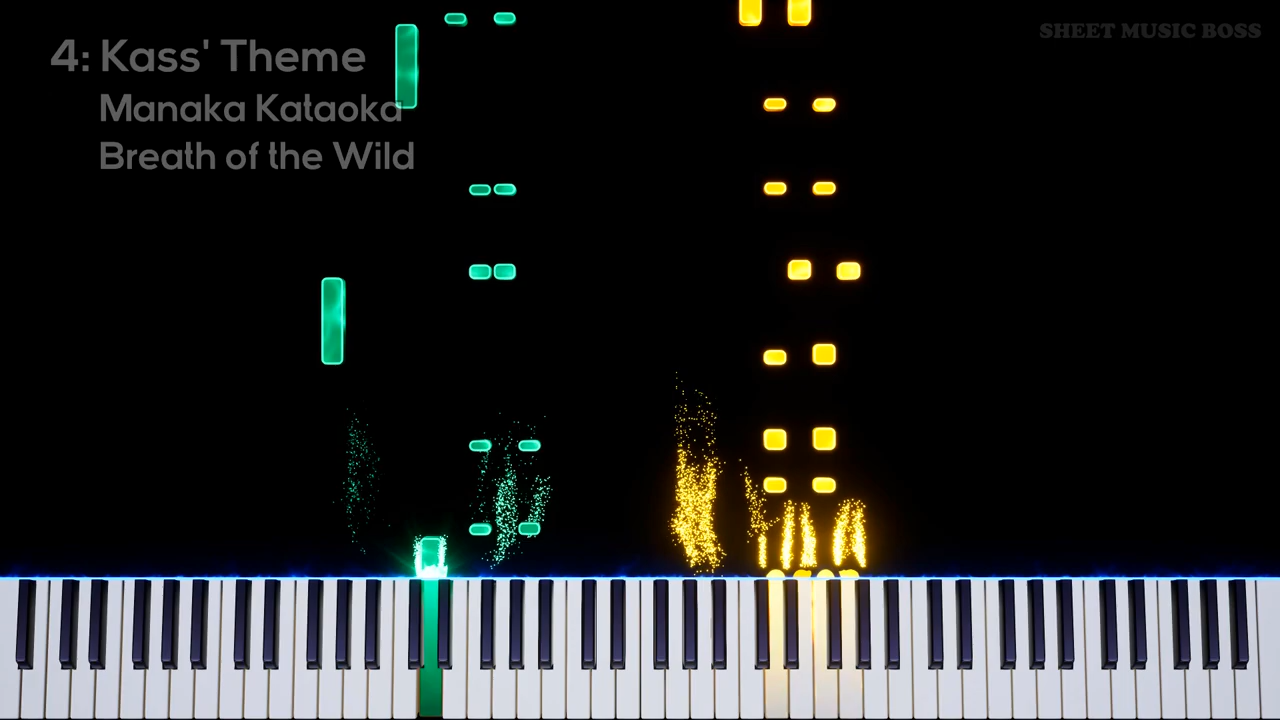 4: Kass' Theme
Manaka Kataoka
Breath of the Wild
SHEET MUSIC BOSS